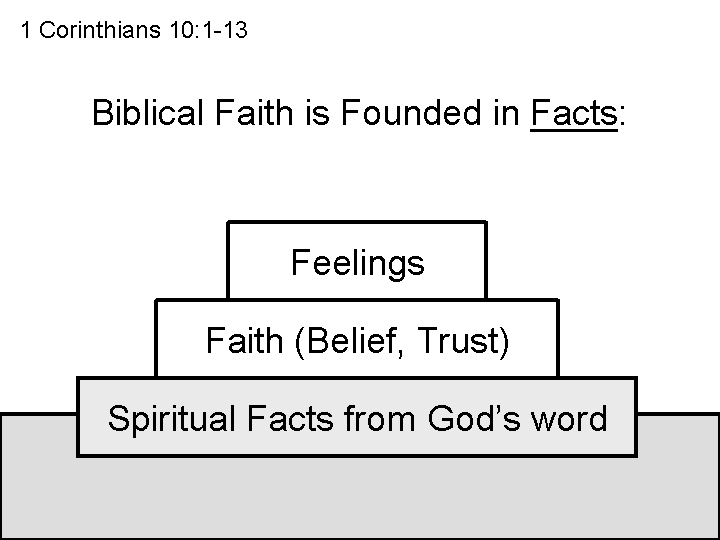 1 Corinthians 10:1-13
Biblical Faith is Founded in Facts:
Feelings
Faith (Belief, Trust)
Spiritual Facts from God’s word